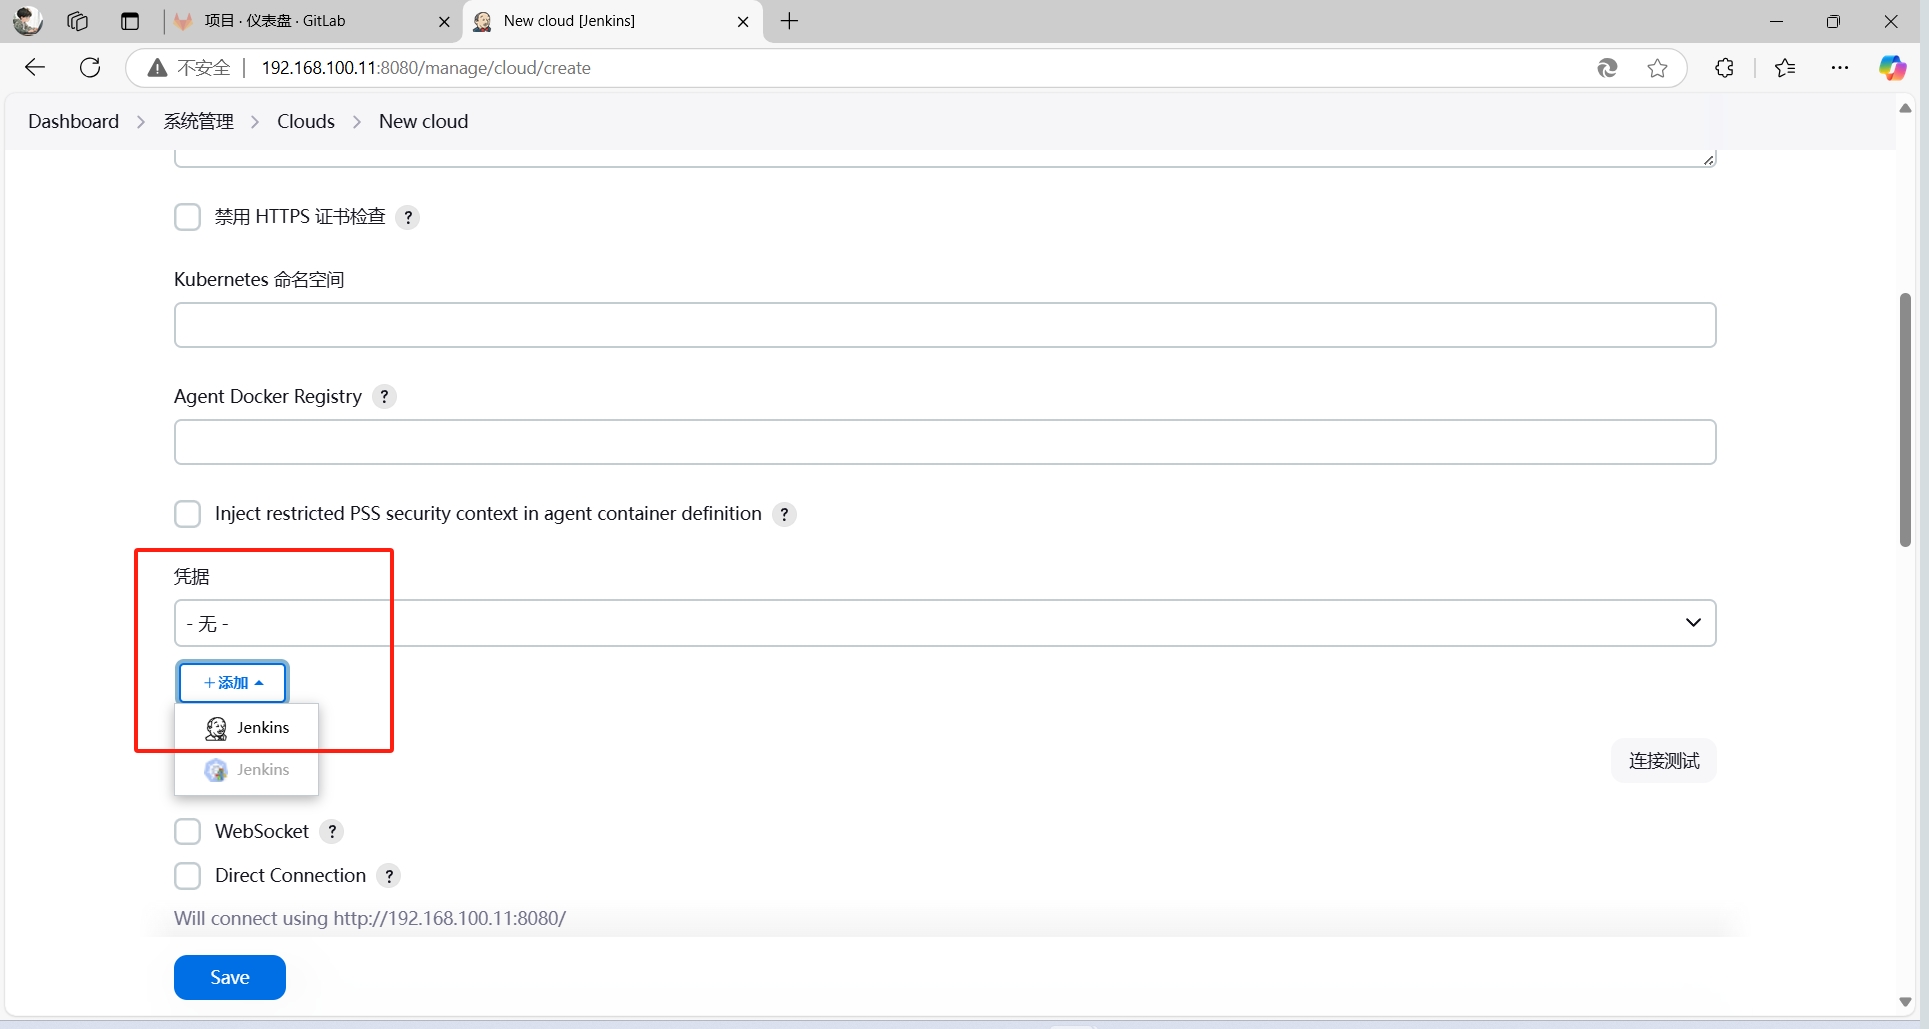 项目 · 仪表盘 · GitLab
New cloud [Jenkins]
不安全
192.168.100.11:8080/manage/cloud/create
Dashboard
系统管理
Clouds
New cloud
禁用 HTTPS 证书检查 ?
Kubernetes 命名空间
Agent Docker Registry ?
Inject restricted PSS security context in agent container definition ?
凭据
- 无 -
+添加
Jenkins
Jenkins
连接测试
WebSocket ?
Direct Connection ?
Will connect using http://192.168.100.11:8080/
Save